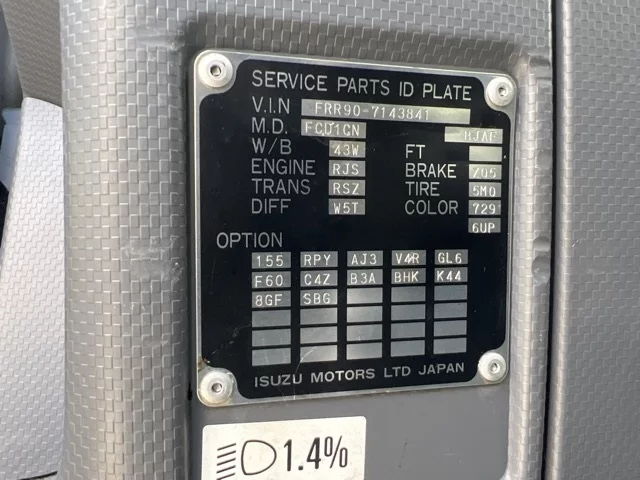 SERVICE PARTS ID PLATE
V.I.N FRR90-7143841
M.D. FCU1CN
W/B 43W FT
ENGINE RJS BRAKE
TRANS RSZ TIRE 5M0
DIFF W5T COLOR 729
6UP
OPTION
155 RPY AJ3 V4R GL6
F60 C4Z B3A BHK K44
8GF SBG
ISUZU MOTORS LTD JAPAN
1.4%